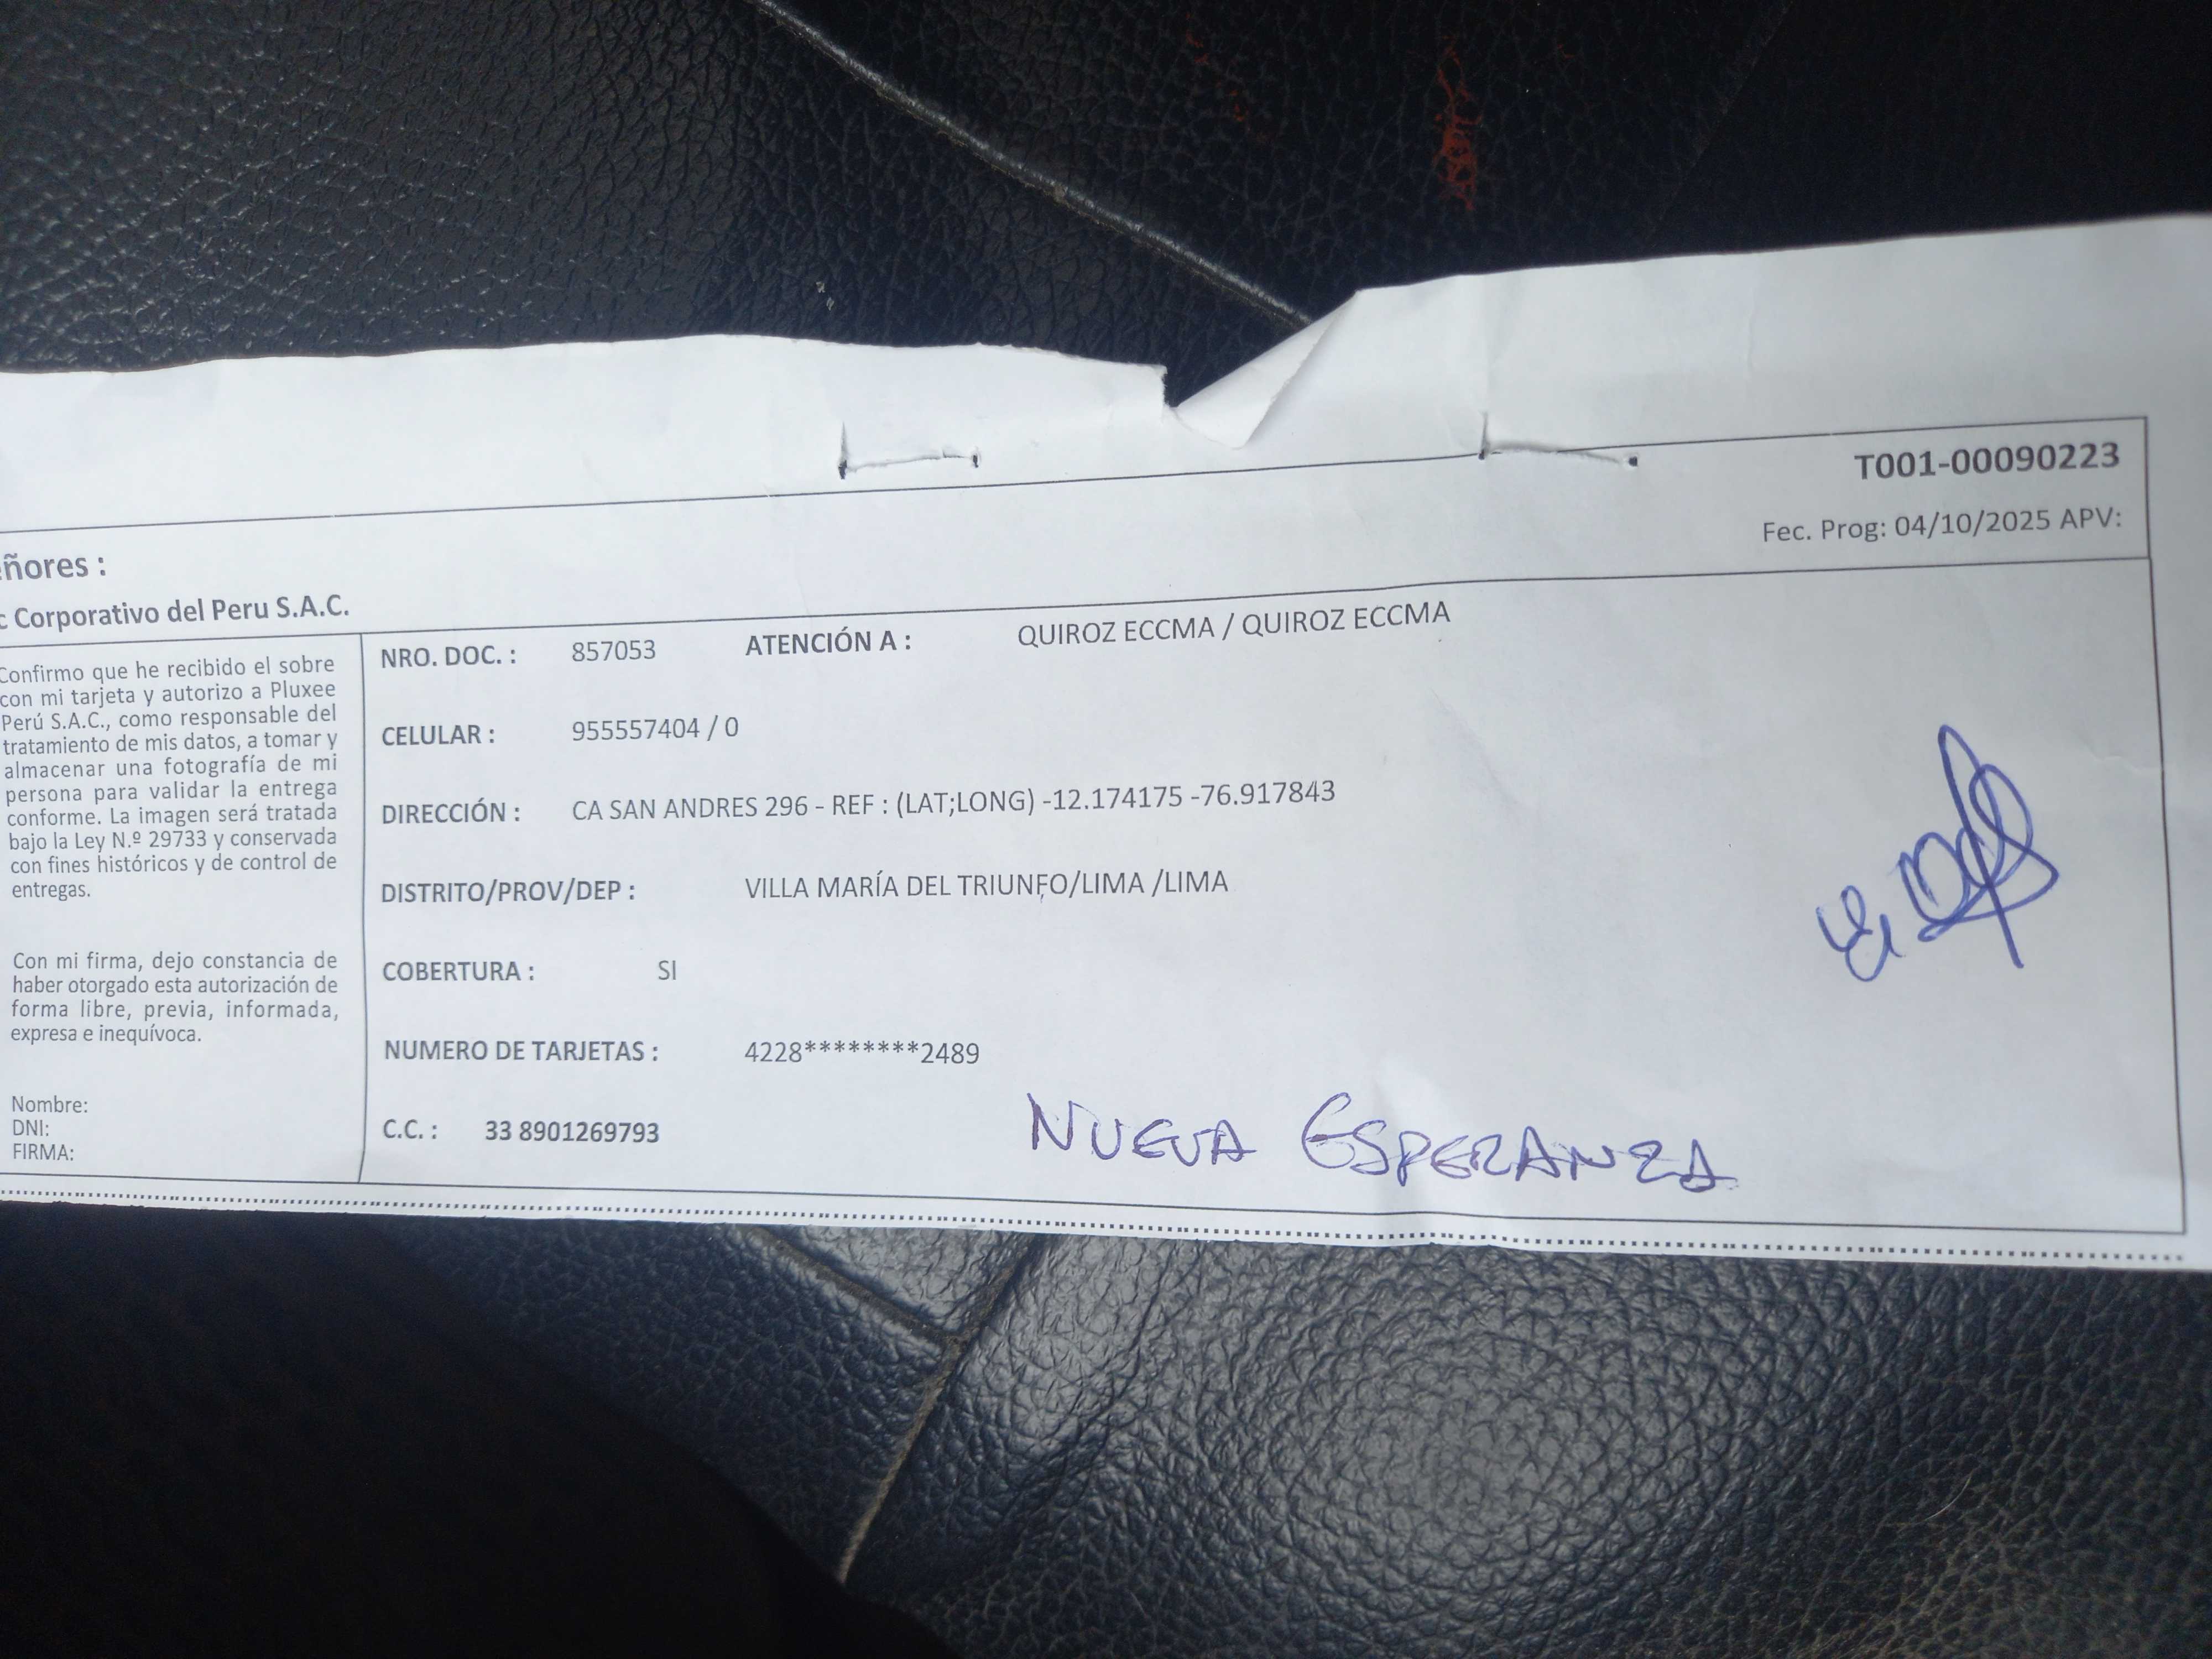 T001-00090223
Fec. Prog: 04/10/2025 APV:
eñores :
c Corporativo del Peru S.A.C.
Confirmo que he recibido el sobre
con mi tarjeta y autorizo a Pluxee
Perú S.A.C., como responsable del
tratamiento de mis datos, a tomar y
almacenar una fotografía de mi
persona para validar la entrega
conforme. La imagen será tratada
bajo la Ley N.º 29733 y conservada
con fines históricos y de control de
entregas.
Con mi firma, dejo constancia de
haber otorgado esta autorización de
forma libre, previa, informada,
expresa e inequívoca.
Nombre:
DNI:
FIRMA:
NRO. DOC. : 857053 ATENCIÓN A : QUIROZ ECCMA / QUIROZ ECCMA
CELULAR : 955557404 / 0
DIRECCIÓN : CA SAN ANDRES 296 - REF : (LAT;LONG) -12.174175 -76.917843
DISTRITO/PROV/DEP : VILLA MARÍA DEL TRIUNFO/LIMA /LIMA
COBERTURA : SI
NUMERO DE TARJETAS : 4228********2489
C.C. : 33 8901269793
NUEVA ESPERANZA